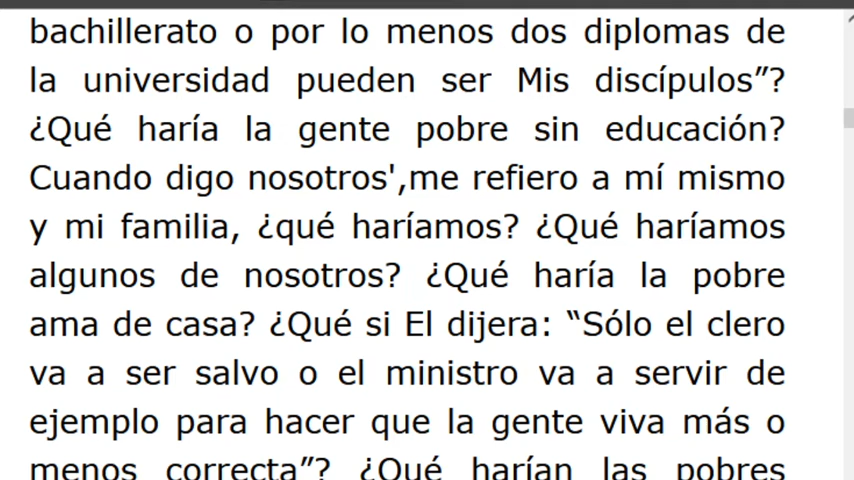 bachillerato o por lo menos dos diplomas de
la universidad pueden ser Mis discípulos”?
¿Qué haría la gente pobre sin educación?
Cuando digo nosotros',me refiero a mí mismo
y mi familia, ¿qué haríamos? ¿Qué haríamos
algunos de nosotros? ¿Qué haría la pobre
ama de casa? ¿Qué si El dijera: “Sólo el clero
va a ser salvo o el ministro va a servir de
ejemplo para hacer que la gente viva más o
menos correcta”? ¿Qué harían las pobres